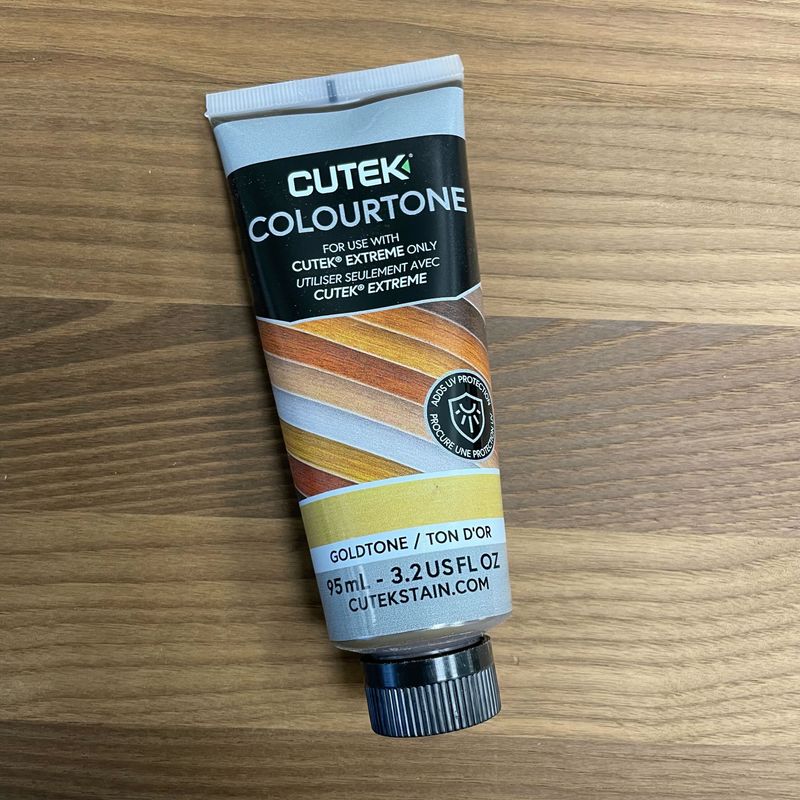 CUTEK®
COLOURTONE
FOR USE WITH
CUTEK® EXTREME ONLY
UTILISER SEULEMENT AVEC
CUTEK® EXTREME
ADDS UV PROTECTION
PROCURE UNE PROTECTION
GOLDTONE / TON D'OR
95 mL - 3.2 US FL OZ
CUTEKSTAIN.COM